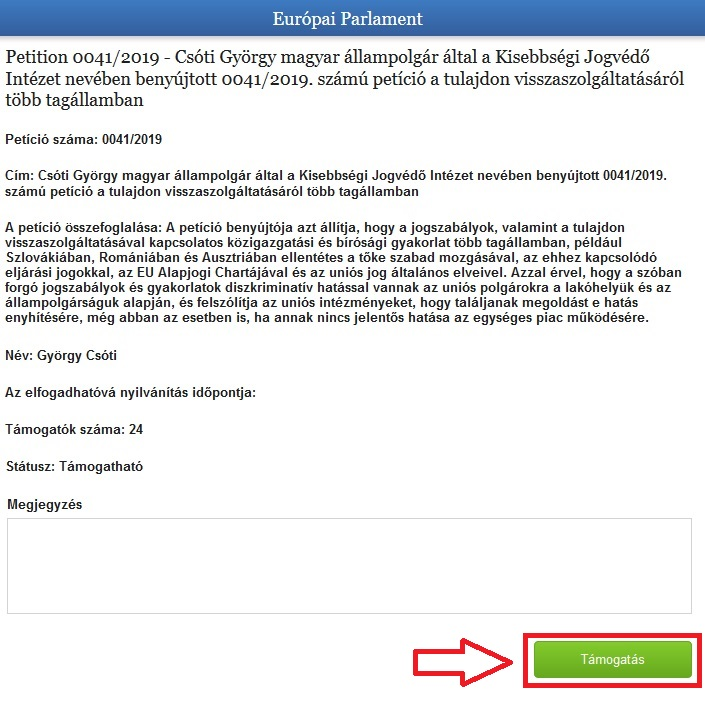 Európai Parlament
Petition 0041/2019 - Csóti György magyar állampolgár által a Kisebbségi Jogvédő
Intézet nevében benyújtott 0041/2019. számú petíció a tulajdon visszaszolgáltatásáról
több tagállamban
Petíció száma: 0041/2019
Cím: Csóti György magyar állampolgár által a Kisebbségi Jogvédő Intézet nevében benyújtott 0041/2019.
számú petíció a tulajdon visszaszolgáltatásáról több tagállamban
A petíció összefoglalása: A petíció benyújtója azt állítja, hogy a jogszabályok, valamint a tulajdon
visszaszolgáltatásával kapcsolatos közigazgatási és bírósági gyakorlat több tagállamban, például
Szlovákiában, Romániában és Ausztriában ellentétes a tőke szabad mozgásával, az ehhez kapcsolódó
eljárási jogokkal, az EU Alapjogi Chartájával és az uniós jog általános elveivel. Azzal érvel, hogy a szóban
forgó jogszabályok és gyakorlatok diszkriminatív hatással vannak az uniós polgárokra a lakóhelyük és az
állampolgárságuk alapján, és felszólítja az uniós intézményeket, hogy találjanak megoldást e hatás
enyhítésére, még abban az esetben is, ha annak nincs jelentős hatása az egységes piac működésére.
Név: György Csóti
Az elfogadhatóvá nyilvánítás időpontja:
Támogatók száma: 24
Státusz: Támogatható
Megjegyzés
Támogatás